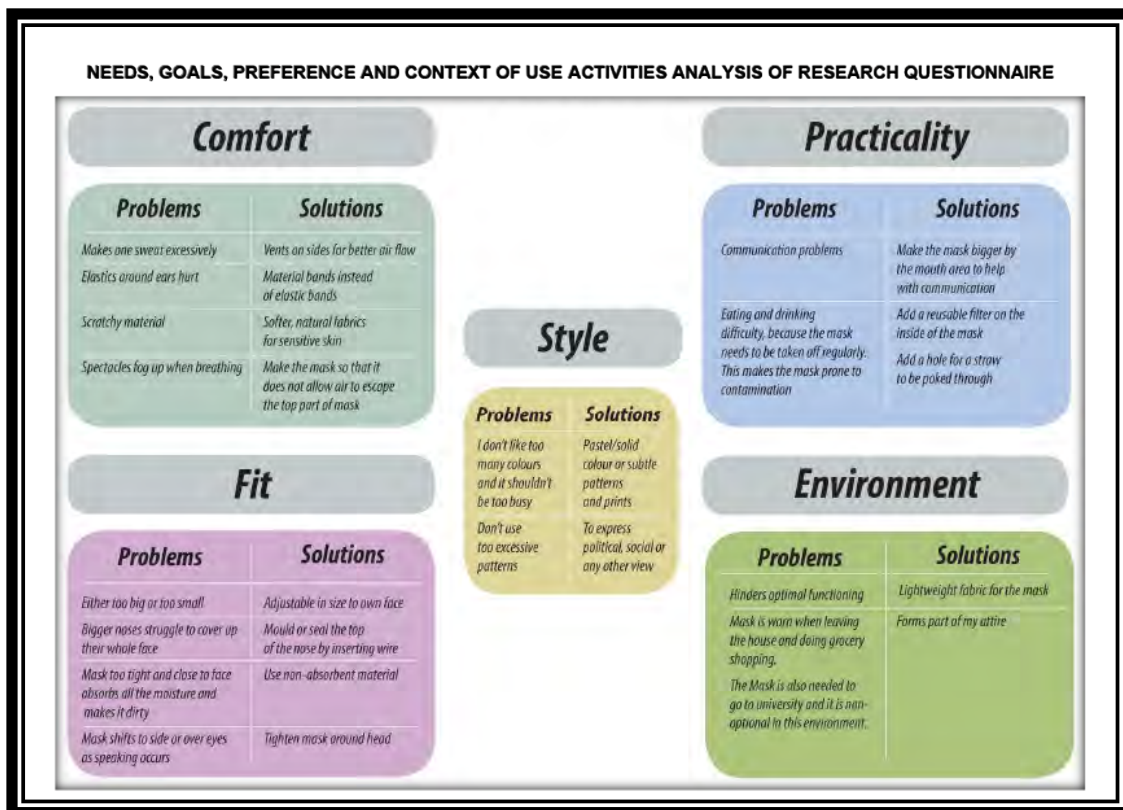 NEEDS, GOALS, PREFERENCE AND CONTEXT OF USE ACTIVITIES ANALYSIS OF RESEARCH QUESTIONNAIRE
Comfort
Problems
Solutions
Makes one sweat excessively
Vents on sides for better air flow
Elastics around ears hurt
Material bands instead
of elastic bands
Scratchy material
Softer, natural fabrics
for sensitive skin
Spectacles fog up when breathing
Make the mask so that it
does not allow air to escape
the top part of mask
Fit
Problems
Solutions
Either too big or too small
Adjustable in size to own face
Bigger noses struggle to cover up
their whole face
Mould or seal the top
of the nose by inserting wire
Mask too tight and close to face
absorbs all the moisture and
makes it dirty
Use non-absorbent material
Mask shifts to side or over eyes
as speaking occurs
Tighten mask around head
Style
Problems
Solutions
I don't like too
many colours
and it shouldn't
be too busy
Pastel/solid
colour or subtle
patterns
and prints
Don't use
too excessive
patterns
To express
political, social or
any other view
Practicality
Problems
Solutions
Communication problems
Make the mask bigger by
the mouth area to help
with communication
Eating and drinking
difficulty, because the mask
needs to be taken off regularly.
This makes the mask prone to
contamination
Add a reusable filter on the
inside of the mask
Add a hole for a straw
to be poked through
Environment
Problems
Solutions
Hinders optimal functioning
Lightweight fabric for the mask
Mask is worn when leaving
the house and doing grocery
shopping.
Forms part of my attire
The Mask is also needed to
go to university and it is non-
optional in this environment.